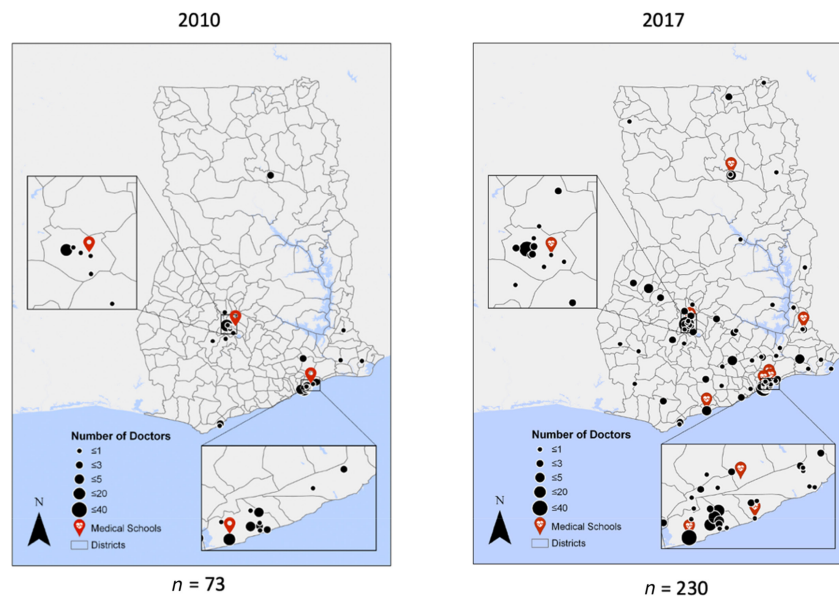 2010
2017
Number of Doctors
≤1
≤3
≤5
≤20
≤40
Medical Schools
Districts
N
n = 73
Number of Doctors
≤1
≤3
≤5
≤20
≤40
Medical Schools
Districts
N
n = 230